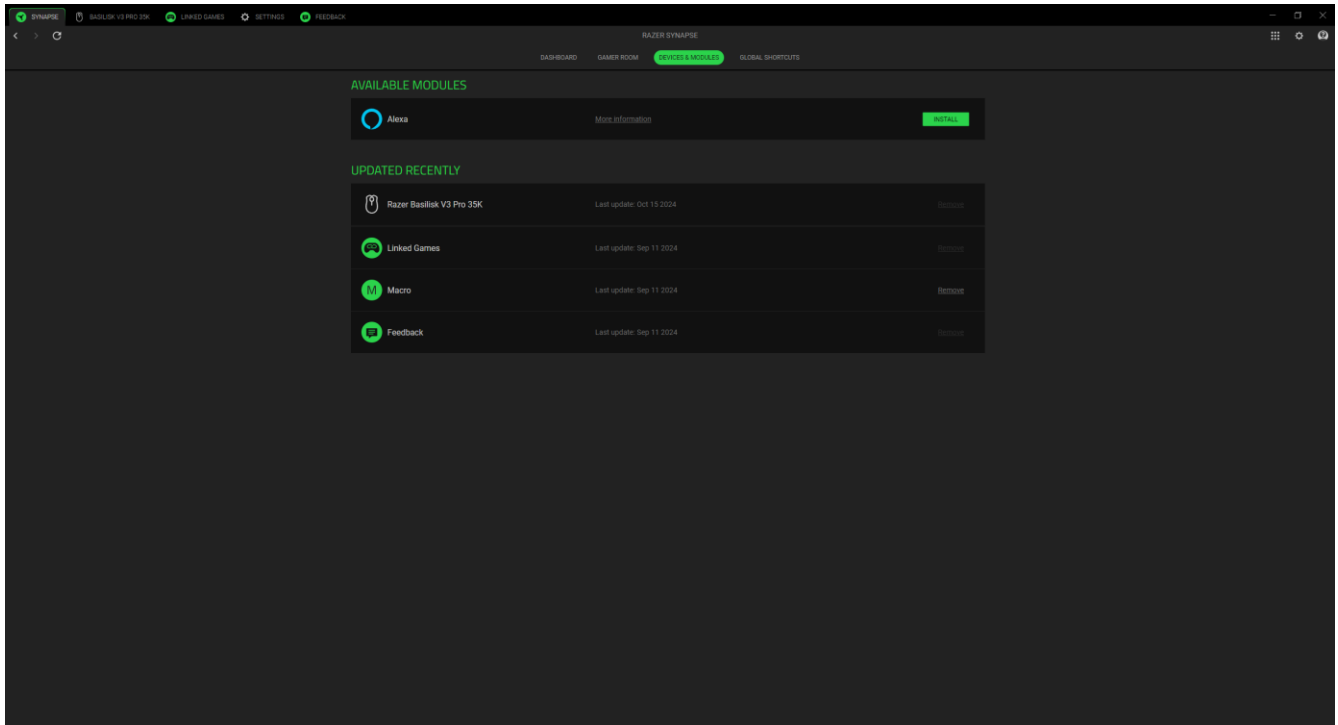 SYNAPSE BASILISK V3 PRO 35K LINKED GAMES SETTINGS FEEDBACK
RAZER SYNAPSE
DASHBOARD GAMER ROOM DEVICES & MODULES GLOBAL SHORTCUTS
AVAILABLE MODULES
Alexa More Information INSTALL
UPDATED RECENTLY
Razer Basilisk V3 Pro 35K Last update: Oct 15 2024 Remove
Linked Games Last update: Sep 11 2024 Remove
M Macro Last update: Sep 11 2024 Remove
Feedback Last update: Sep 11 2024 Remove